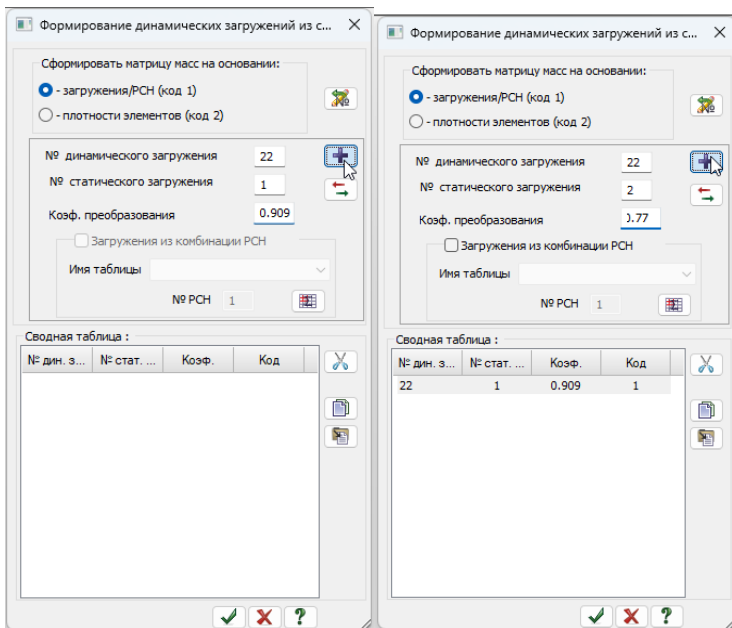 Формирование динамических загружений из с...
Сформировать матрицу масс на основании:
- загружения/РСН (код 1)
- плотности элементов (код 2)
№ динамического загружения 22
№ статического загружения 1
Коэф. преобразования 0.909
Загружения из комбинации РСН
Имя таблицы
№ РСН 1
Сводная таблица :
№ дин. з... № стат. ... Коэф. Код
Формирование динамических загружений из с...
Сформировать матрицу масс на основании:
- загружения/РСН (код 1)
- плотности элементов (код 2)
№ динамического загружения 22
№ статического загружения 2
Коэф. преобразования ).77
Загружения из комбинации РСН
Имя таблицы
№ РСН 1
Сводная таблица :
№ дин. з... № стат. ... Коэф. Код
22 1 0.909 1